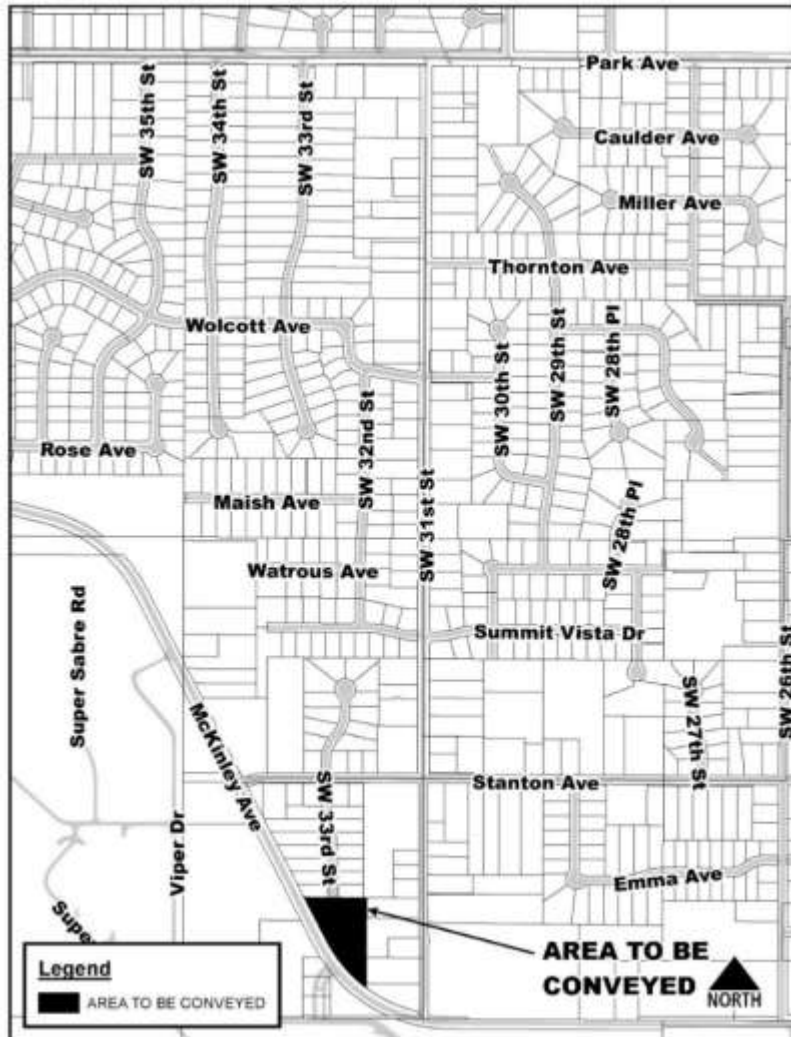 Park Ave
SW 35th St
SW 34th St
SW 33rd St
Caulder Ave
Miller Ave
Thornton Ave
Wolcott Ave
SW 30th St
SW 29th St
SW 28th Pl
Rose Ave
SW 32nd St
SW 31st St
Maish Ave
SW 28th Pl
Watrous Ave
Summit Vista Dr
Super Sabre Rd
SW 26th St
SW 27th St
McKinley Ave
Stanton Ave
SW 33rd St
Viper Dr
Emma Ave
Super
AREA TO BE
CONVEYED
NORTH
Legend
AREA TO BE CONVEYED